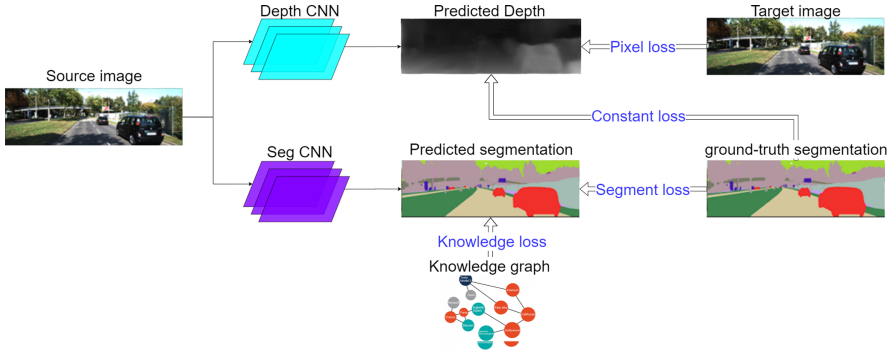 Depth CNN
Predicted Depth
Target image
Pixel loss
Source image
Constant loss
Seg CNN
Predicted segmentation
ground-truth segmentation
Segment loss
Knowledge loss
Knowledge graph